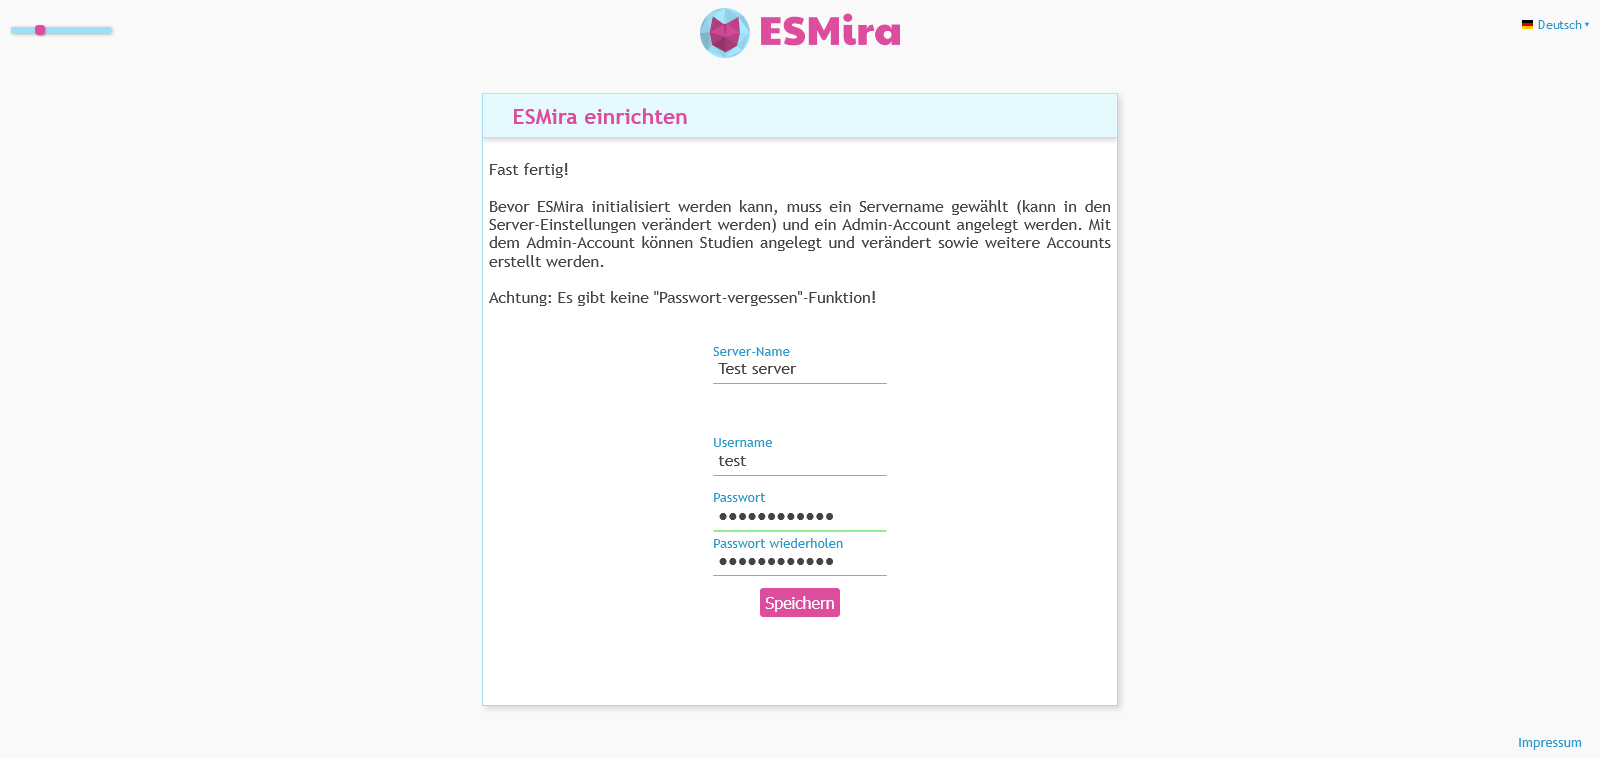 ESMira
Deutsch
ESMira einrichten
Fast fertig!
Bevor ESMira initialisiert werden kann, muss ein Servername gewählt (kann in den
Server-Einstellungen verändert werden) und ein Admin-Account angelegt werden. Mit
dem Admin-Account können Studien angelegt und verändert sowie weitere Accounts
erstellt werden.
Achtung: Es gibt keine "Passwort-vergessen"-Funktion!
Server-Name
Test server
Username
test
Passwort
●●●●●●●●●●●●
Passwort wiederholen
●●●●●●●●●●●●
Speichern
Impressum